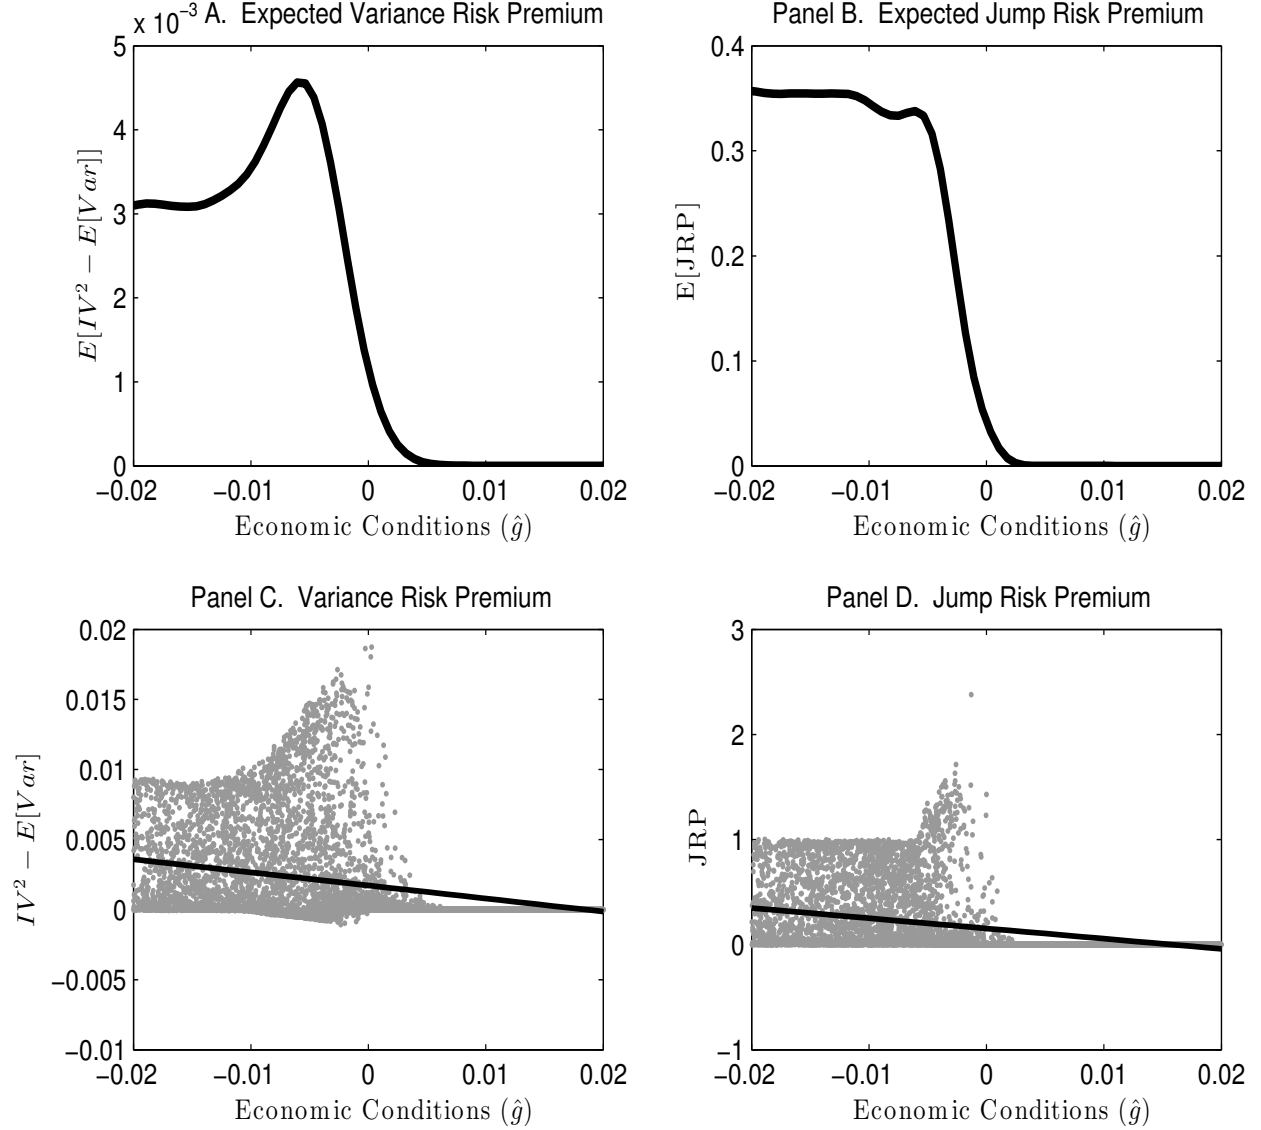 x 10⁻³ A. Expected Variance Risk Premium
5
4
3
2
1
0
E[IV² − E[Var]]
−0.02 −0.01 0 0.01 0.02
Economic Conditions (ĝ)
Panel B. Expected Jump Risk Premium
0.4
0.3
0.2
0.1
0
E[JRP]
−0.02 −0.01 0 0.01 0.02
Economic Conditions (ĝ)
Panel C. Variance Risk Premium
0.02
0.015
0.01
0.005
0
−0.005
−0.01
IV² − E[Var]
−0.02 −0.01 0 0.01 0.02
Economic Conditions (ĝ)
Panel D. Jump Risk Premium
3
2
1
0
−1
JRP
−0.02 −0.01 0 0.01 0.02
Economic Conditions (ĝ)